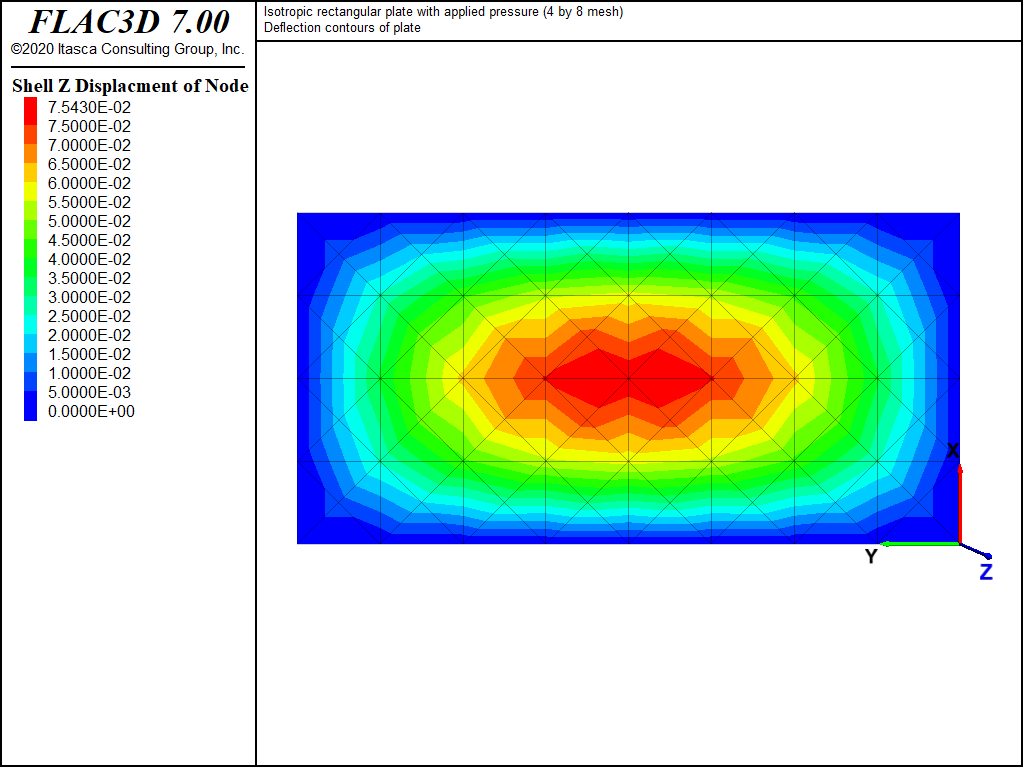 FLAC3D 7.00
©2020 Itasca Consulting Group, Inc.
Shell Z Displacment of Node
7.5430E-02
7.5000E-02
7.0000E-02
6.5000E-02
6.0000E-02
5.5000E-02
5.0000E-02
4.5000E-02
4.0000E-02
3.5000E-02
3.0000E-02
2.5000E-02
2.0000E-02
1.5000E-02
1.0000E-02
5.0000E-03
0.0000E+00
Isotropic rectangular plate with applied pressure (4 by 8 mesh)
Deflection contours of plate
X
Y
Z